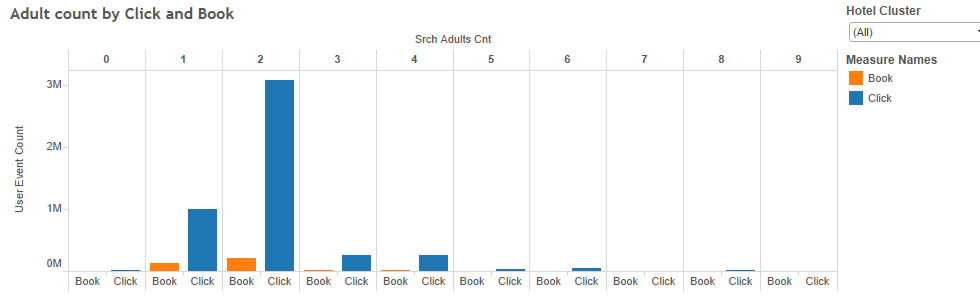 Adult count by Click and Book
Hotel Cluster
(All)
Measure Names
Book
Click
Srch Adults Cnt
0 1 2 3 4 5 6 7 8 9
User Event Count
3M
2M
1M
0M
Book Click Book Click Book Click Book Click Book Click Book Click Book Click Book Click Book Click Book Click